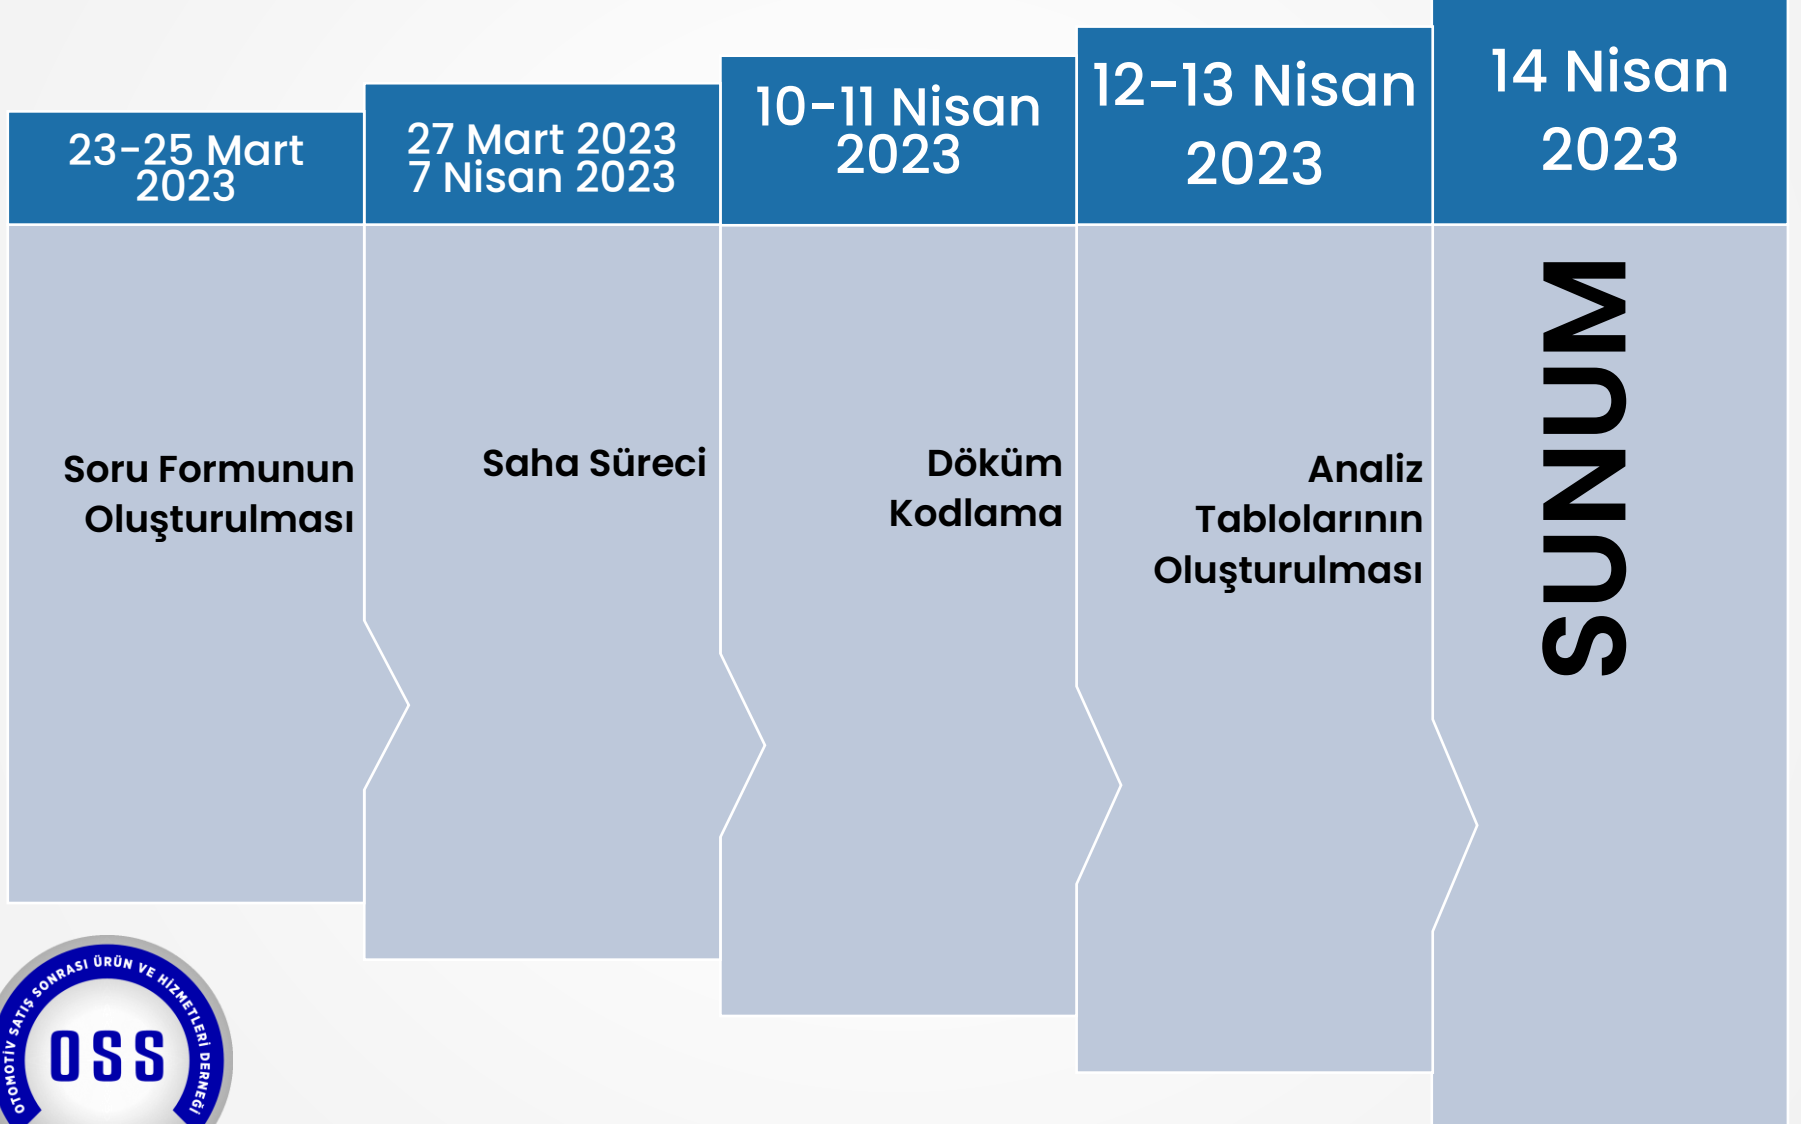 23-25 Mart
2023
27 Mart 2023
7 Nisan 2023
10-11 Nisan
2023
12-13 Nisan
2023
14 Nisan
2023
Soru Formunun
Oluşturulması
Saha Süreci
Döküm
Kodlama
Analiz
Tablolarının
Oluşturulması
SUNUM
OTOMOTİV SATIŞ SONRASI ÜRÜN VE HİZMETLERİ DERNEĞİ
OSS